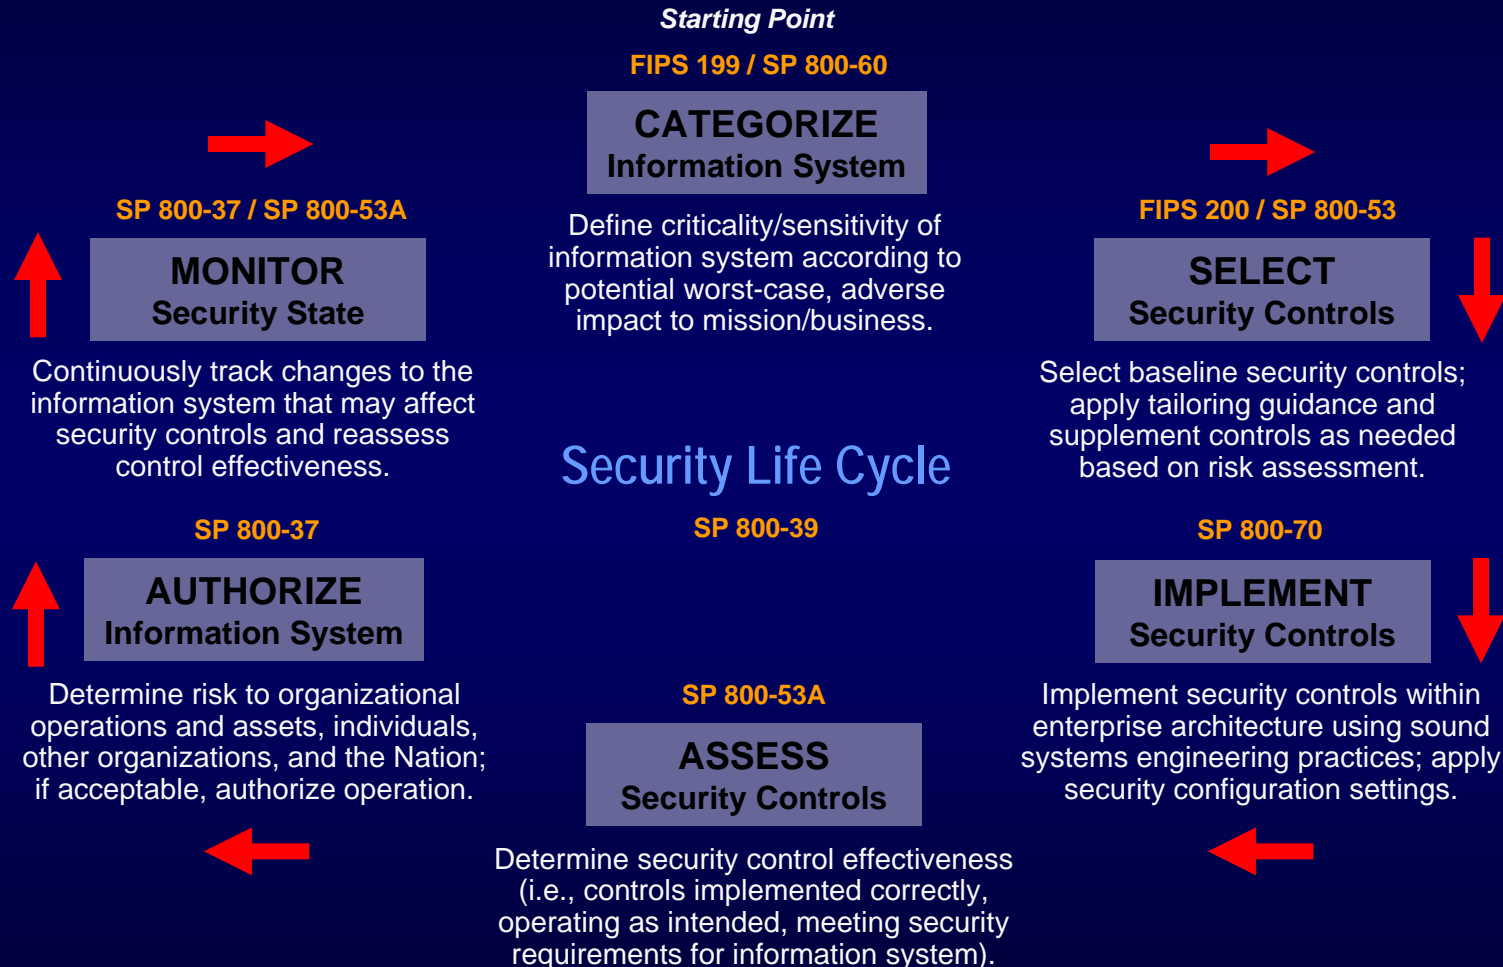 Starting Point
FIPS 199 / SP 800-60
CATEGORIZE
Information System
Define criticality/sensitivity of
information system according to
potential worst-case, adverse
impact to mission/business.
FIPS 200 / SP 800-53
SELECT
Security Controls
Select baseline security controls;
apply tailoring guidance and
supplement controls as needed
based on risk assessment.
SP 800-70
IMPLEMENT
Security Controls
Implement security controls within
enterprise architecture using sound
systems engineering practices; apply
security configuration settings.
SP 800-53A
ASSESS
Security Controls
Determine security control effectiveness
(i.e., controls implemented correctly,
operating as intended, meeting security
requirements for information system).
SP 800-37
AUTHORIZE
Information System
Determine risk to organizational
operations and assets, individuals,
other organizations, and the Nation;
if acceptable, authorize operation.
SP 800-37 / SP 800-53A
MONITOR
Security State
Continuously track changes to the
information system that may affect
security controls and reassess
control effectiveness.
Security Life Cycle
SP 800-39